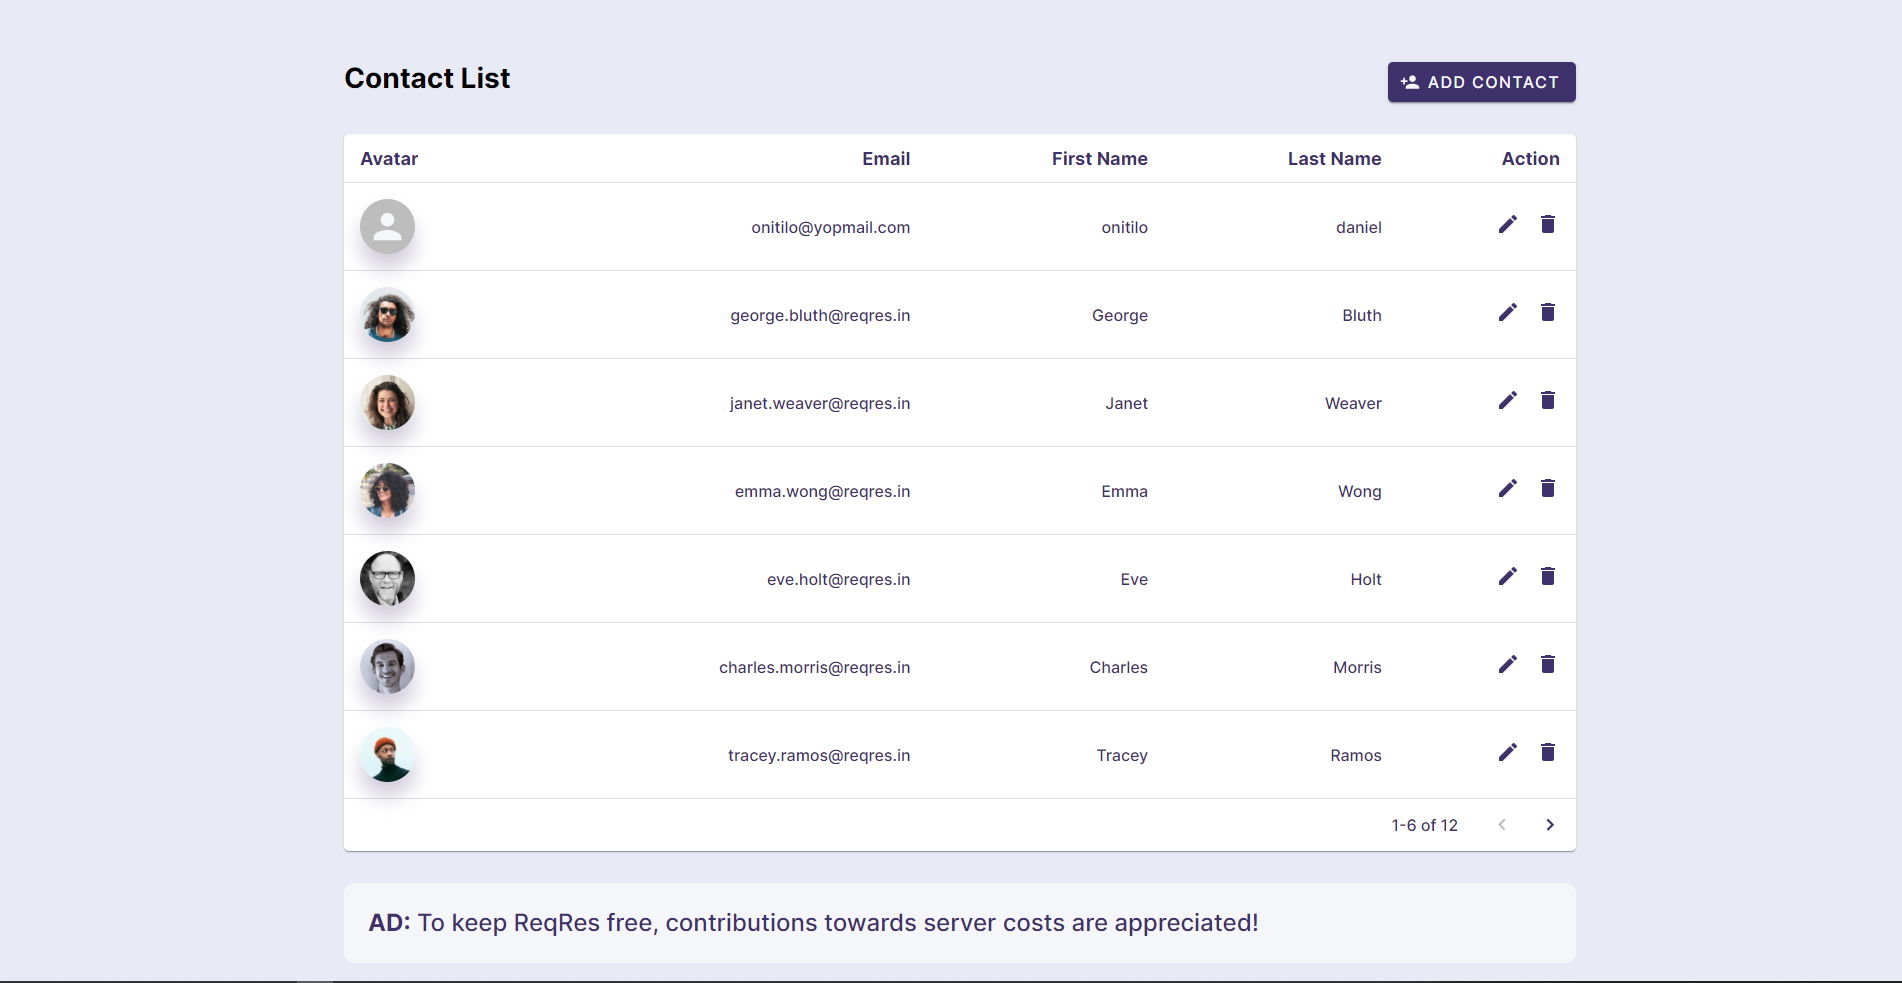 Contact List
ADD CONTACT
Avatar Email First Name Last Name Action
onitilo@yopmail.com onitilo daniel
george.bluth@reqres.in George Bluth
janet.weaver@reqres.in Janet Weaver
emma.wong@reqres.in Emma Wong
eve.holt@reqres.in Eve Holt
charles.morris@reqres.in Charles Morris
tracey.ramos@reqres.in Tracey Ramos
1-6 of 12
AD: To keep ReqRes free, contributions towards server costs are appreciated!